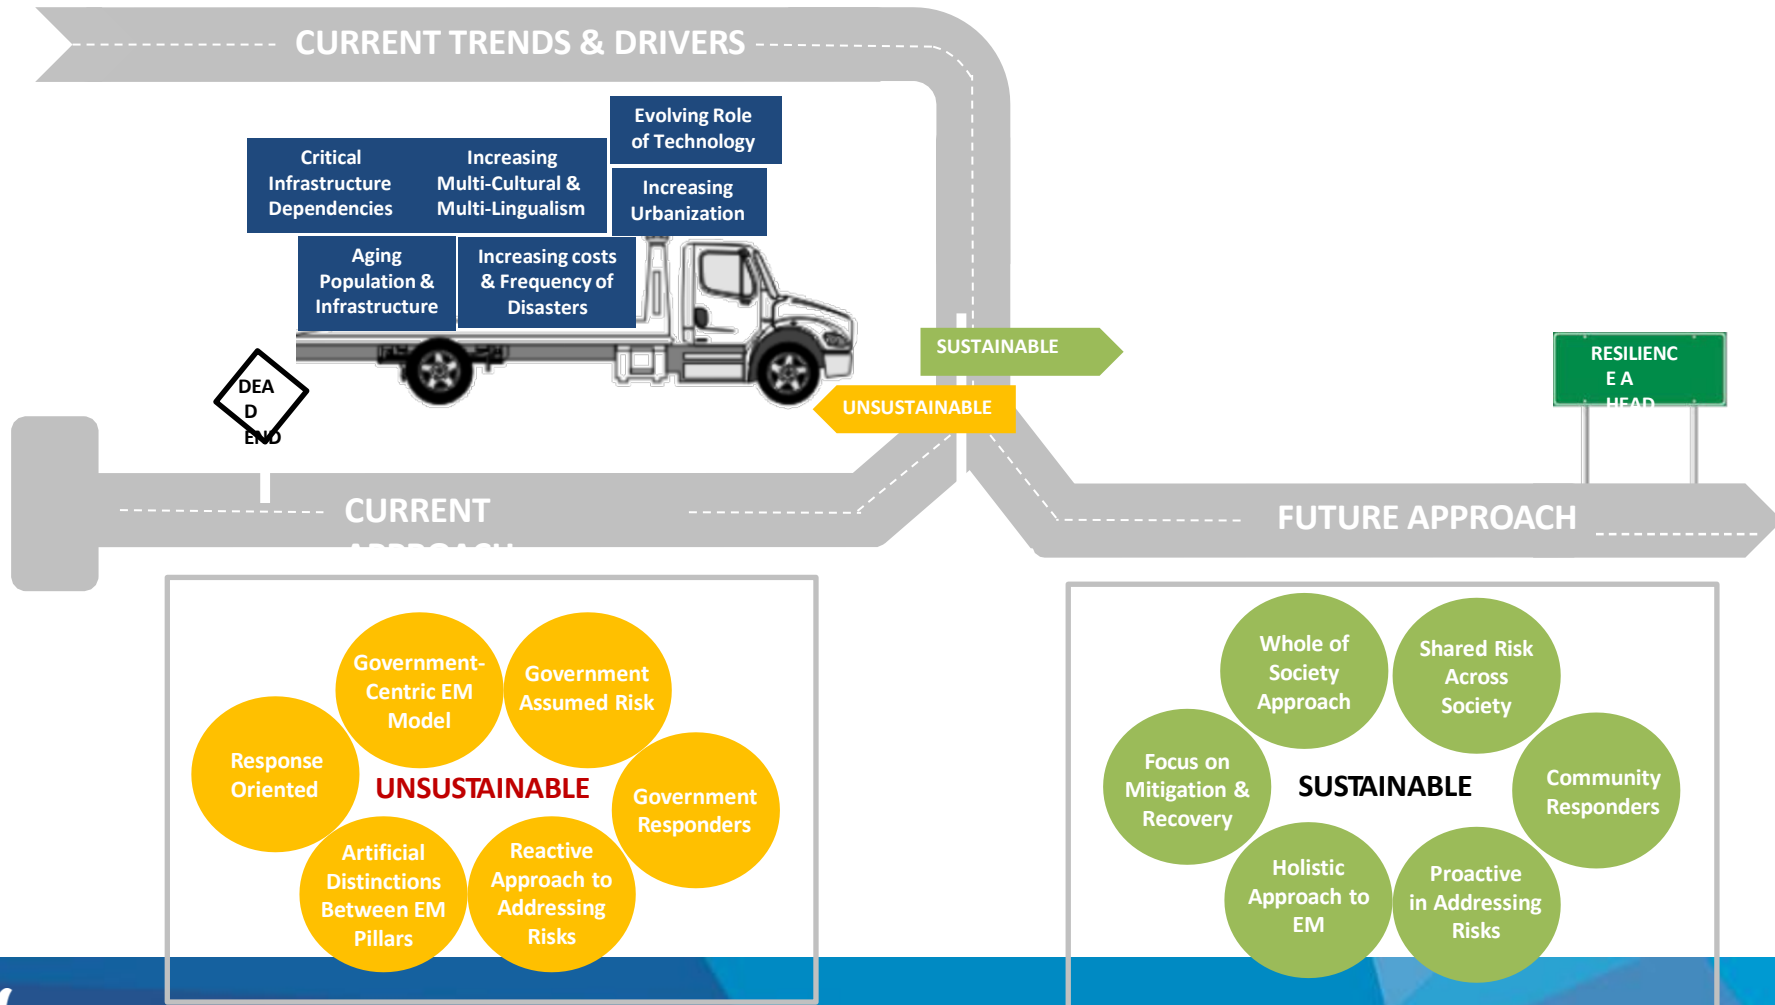 CURRENT TRENDS & DRIVERS
Evolving Role
of Technology
Critical
Infrastructure
Dependencies
Increasing
Multi-Cultural &
Multi-Lingualism
Increasing
Urbanization
Aging
Population &
Infrastructure
Increasing costs
& Frequency of
Disasters
SUSTAINABLE
UNSUSTAINABLE
DEA
D
END
RESILIENC
E A
HEAD
CURRENT
APPROACH
FUTURE APPROACH
Government-
Centric EM
Model
Government
Assumed Risk
Response
Oriented
UNSUSTAINABLE
Government
Responders
Artificial
Distinctions
Between EM
Pillars
Reactive
Approach to
Addressing
Risks
Whole of
Society
Approach
Shared Risk
Across
Society
Focus on
Mitigation &
Recovery
SUSTAINABLE
Community
Responders
Holistic
Approach to
EM
Proactive
in Addressing
Risks